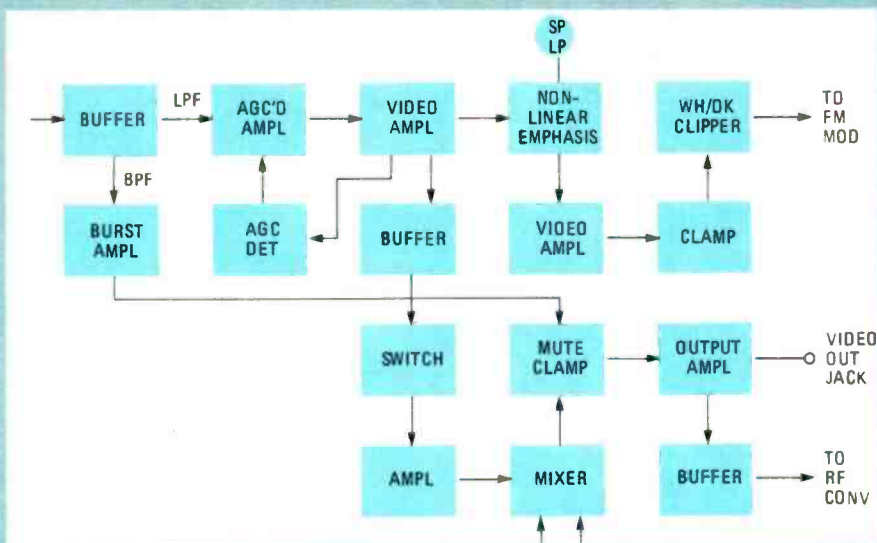 SP
LP
BUFFER
LPF
AGC'D
AMPL
VIDEO
AMPL
NON-
LINEAR
EMPHASIS
WH/DK
CLIPPER
TO
FM
MOD
BPF
BURST
AMPL
AGC
DET
BUFFER
VIDEO
AMPL
CLAMP
SWITCH
MUTE
CLAMP
OUTPUT
AMPL
VIDEO
OUT
JACK
AMPL
MIXER
BUFFER
TO
RF
CONV